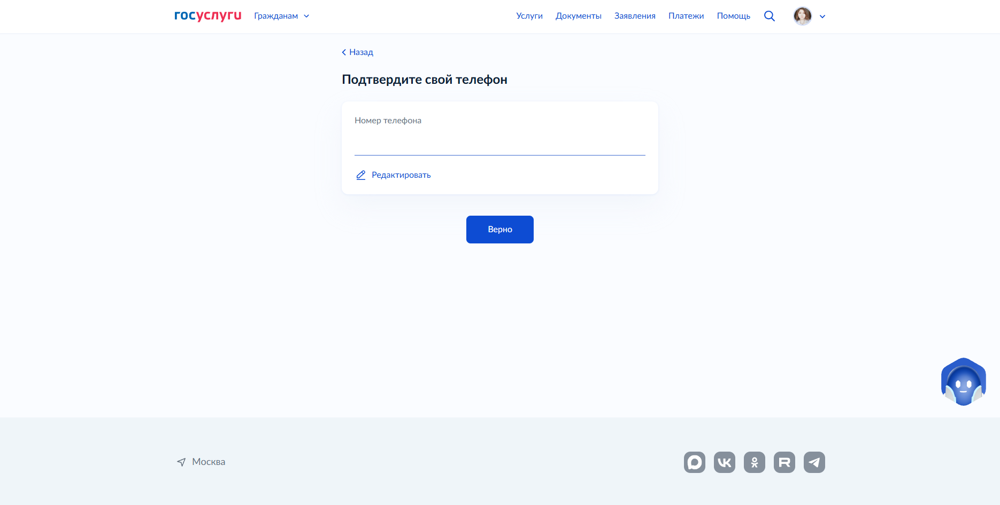 госуслуги Гражданам Услуги Документы Заявления Платежи Помощь
Назад
Подтвердите свой телефон
Номер телефона
Редактировать
Верно
Москва